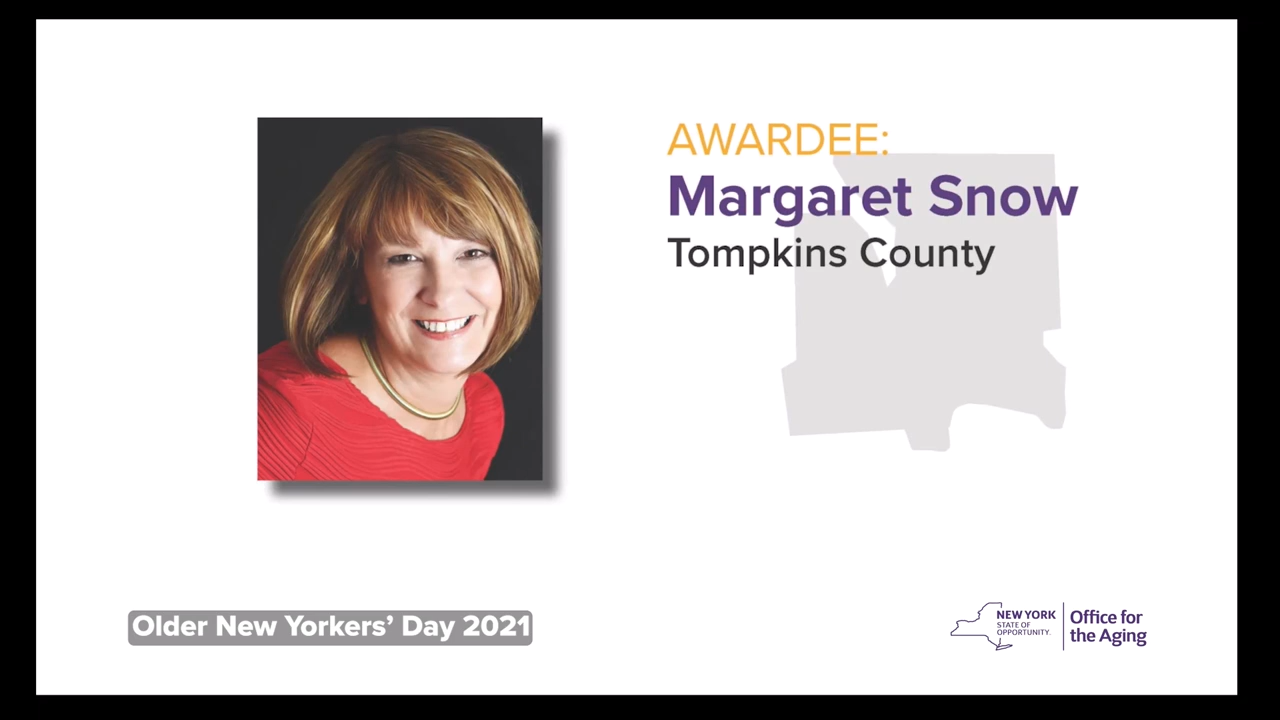 AWARDEE:
Margaret Snow
Tompkins County
Older New Yorkers’ Day 2021
NEW YORK
STATE OF
OPPORTUNITY.
Office for
the Aging